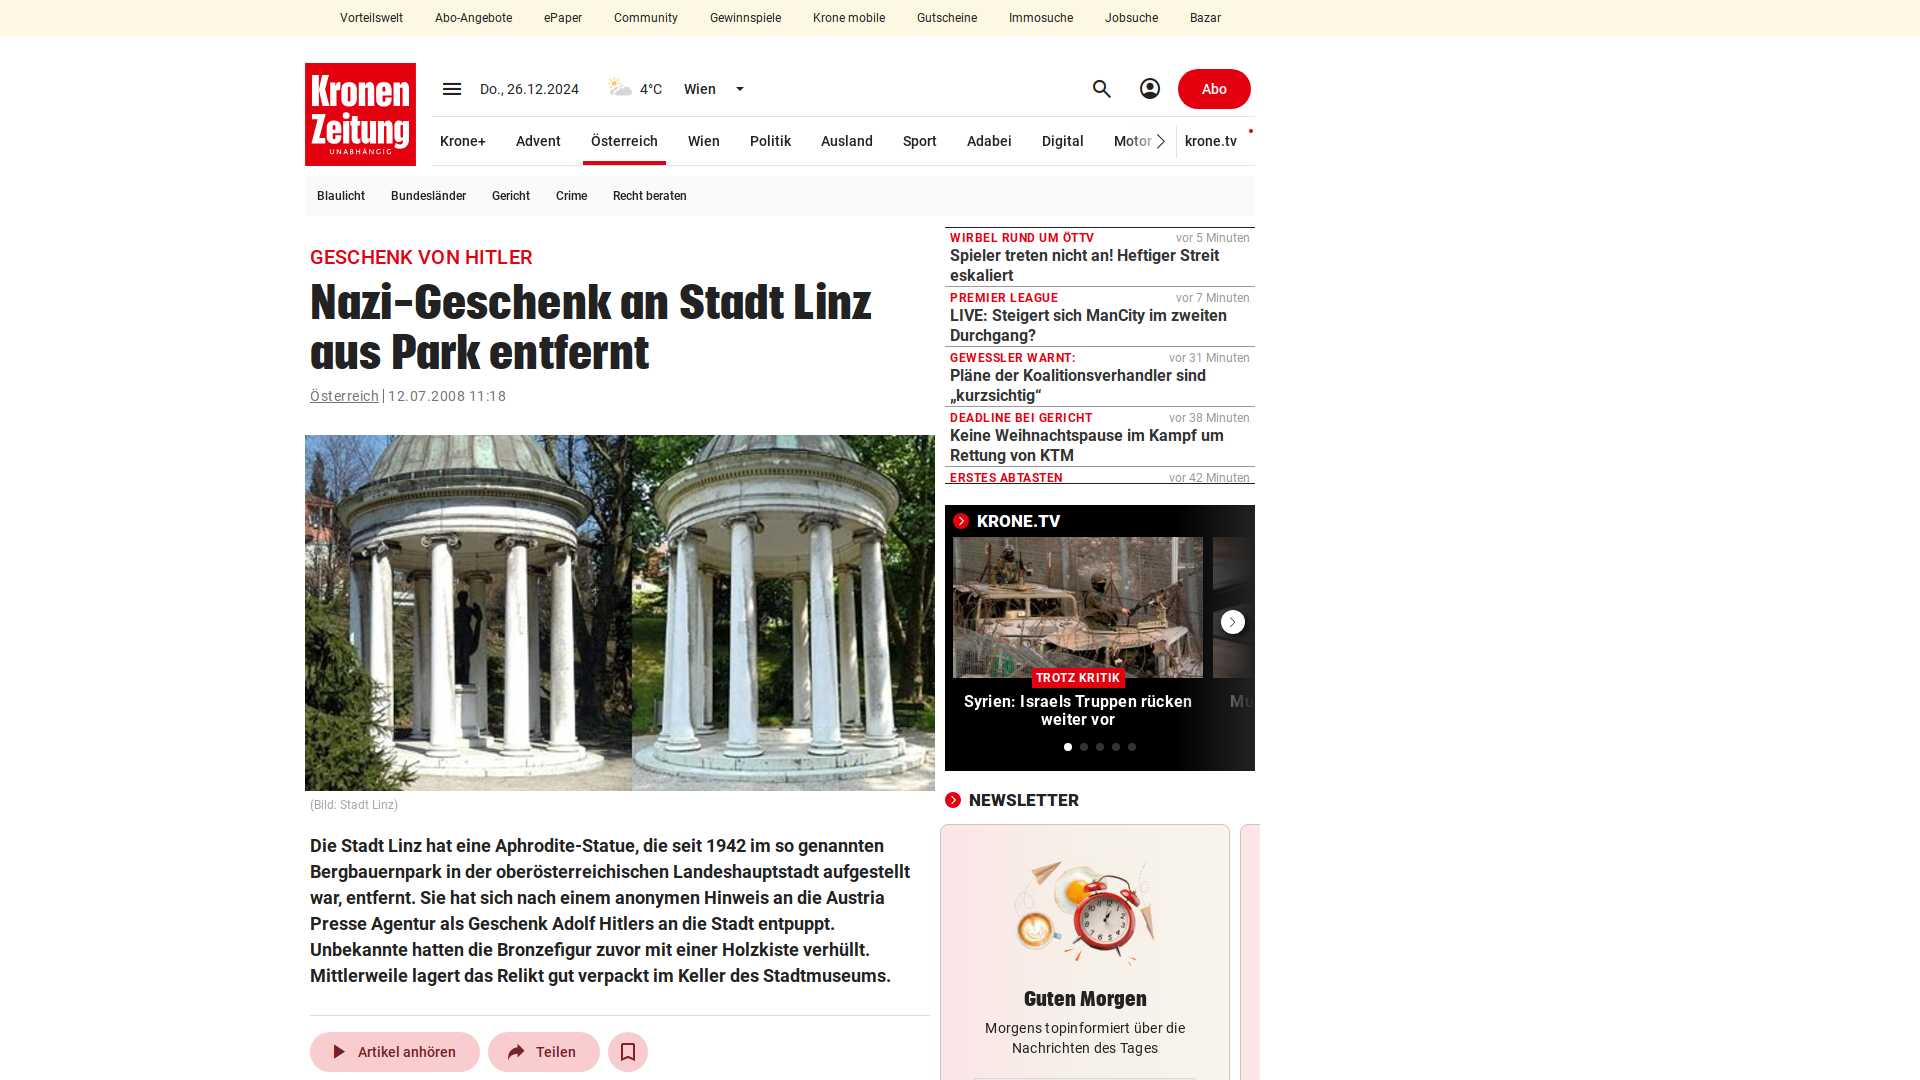 Vorteilswelt Abo-Angebote ePaper Community Gewinnspiele Krone mobile Gutscheine Immosuche Jobsuche Bazar
Kronen
Zeitung
UNABHÄNGIG
Do., 26.12.2024 4°C Wien Abo
Krone+ Advent Österreich Wien Politik Ausland Sport Adabei Digital Motor krone.tv
Blaulicht Bundesländer Gericht Crime Recht beraten
GESCHENK VON HITLER
Nazi-Geschenk an Stadt Linz
aus Park entfernt
Österreich | 12.07.2008 11:18
(Bild: Stadt Linz)
Die Stadt Linz hat eine Aphrodite-Statue, die seit 1942 im so genannten
Bergbauernpark in der oberösterreichischen Landeshauptstadt aufgestellt
war, entfernt. Sie hat sich nach einem anonymen Hinweis an die Austria
Presse Agentur als Geschenk Adolf Hitlers an die Stadt entpuppt.
Unbekannte hatten die Bronzefigur zuvor mit einer Holzkiste verhüllt.
Mittlerweile lagert das Relikt gut verpackt im Keller des Stadtmuseums.
Artikel anhören Teilen
WIRBEL RUND UM ÖTTV vor 5 Minuten
Spieler treten nicht an! Heftiger Streit
eskaliert
PREMIER LEAGUE vor 7 Minuten
LIVE: Steigert sich ManCity im zweiten
Durchgang?
GEWESSLER WARNT: vor 31 Minuten
Pläne der Koalitionsverhandler sind
„kurzsichtig“
DEADLINE BEI GERICHT vor 38 Minuten
Keine Weihnachtspause im Kampf um
Rettung von KTM
ERSTES ABTASTEN vor 42 Minuten
KRONE.TV
TROTZ KRITIK
Syrien: Israels Truppen rücken
weiter vor
NEWSLETTER
Guten Morgen
Morgens topinformiert über die
Nachrichten des Tages